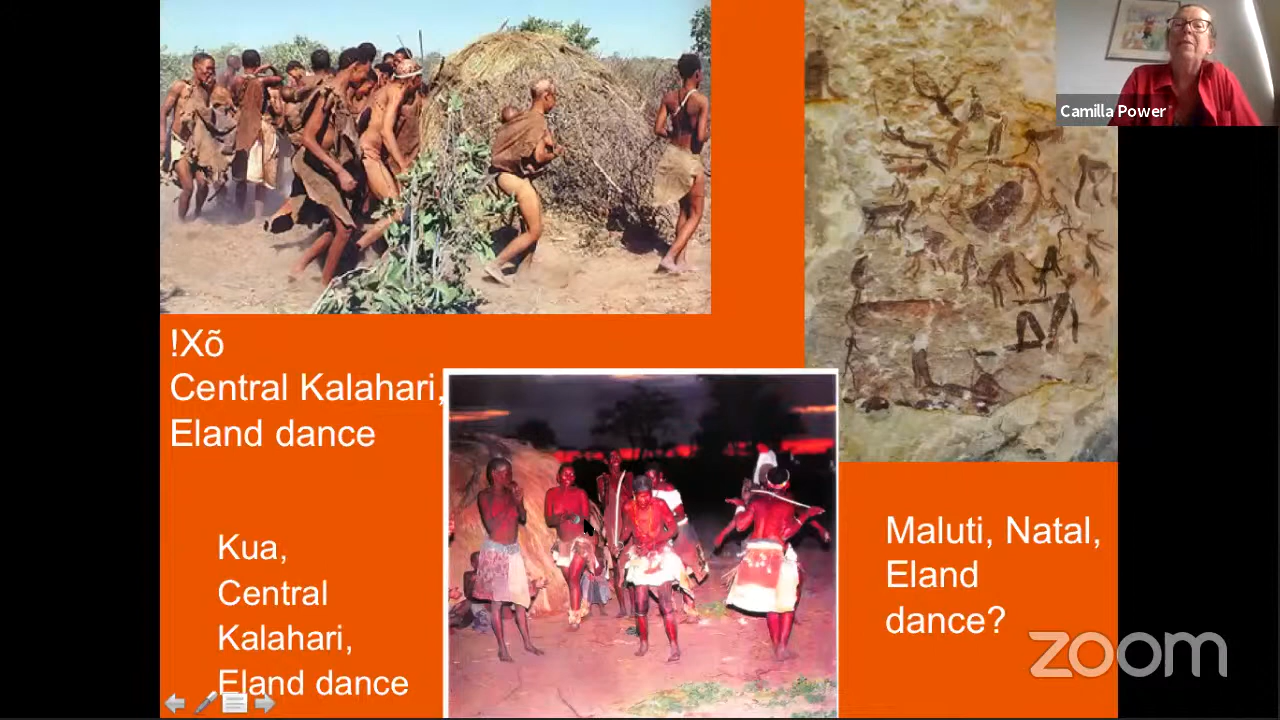 Camilla Power
!Xõ
Central Kalahari,
Eland dance
Kua,
Central
Kalahari,
Eland dance
Maluti, Natal,
Eland
dance?
zoom